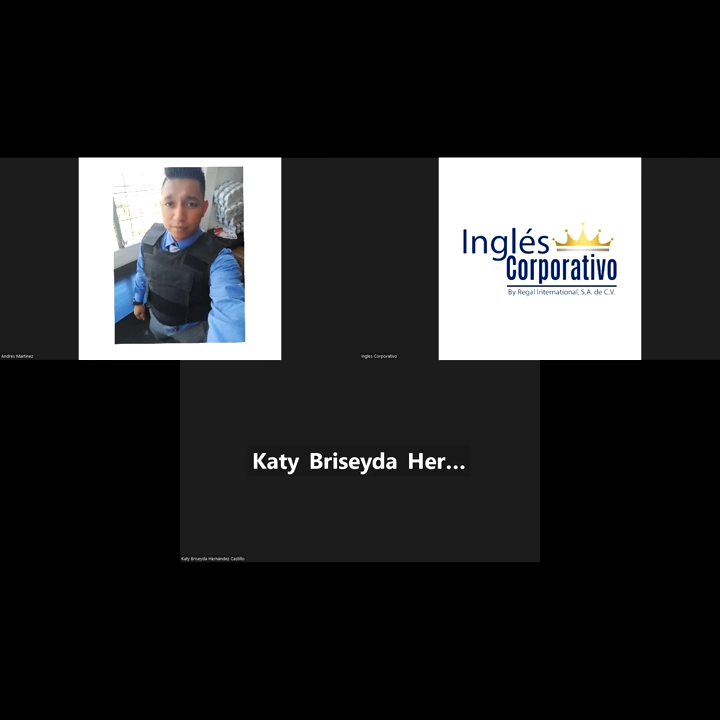 Inglés
Corporativo
By Regal International, S.A. de C.V.
Andres Martinez
Ingles Corporativo
Katy Briseyda Her...
Katy Briseyda Hernández Castillo